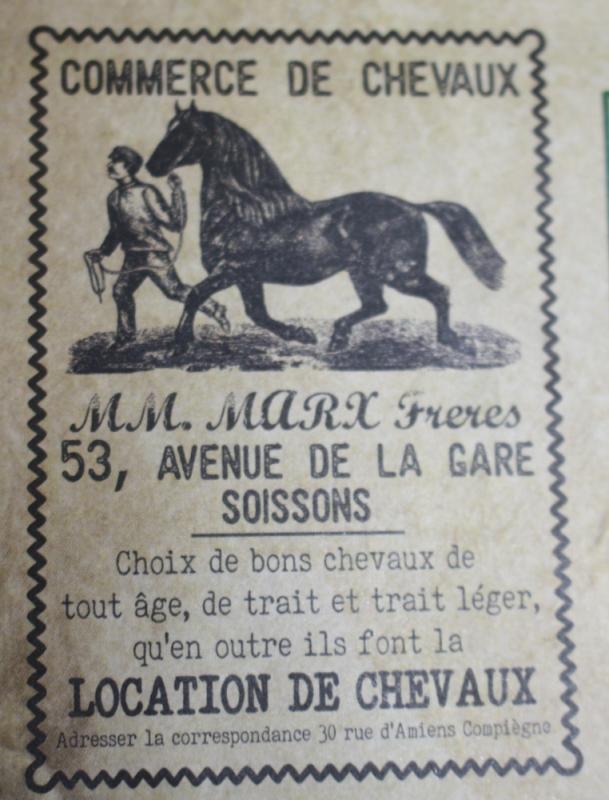 COMMERCE DE CHEVAUX
MM. MARX Freres
53, AVENUE DE LA GARE
SOISSONS
Choix de bons chevaux de
tout âge, de trait et trait léger,
qu'en outre ils font la
LOCATION DE CHEVAUX
Adresser la correspondance 30 rue d'Amiens Compiègne